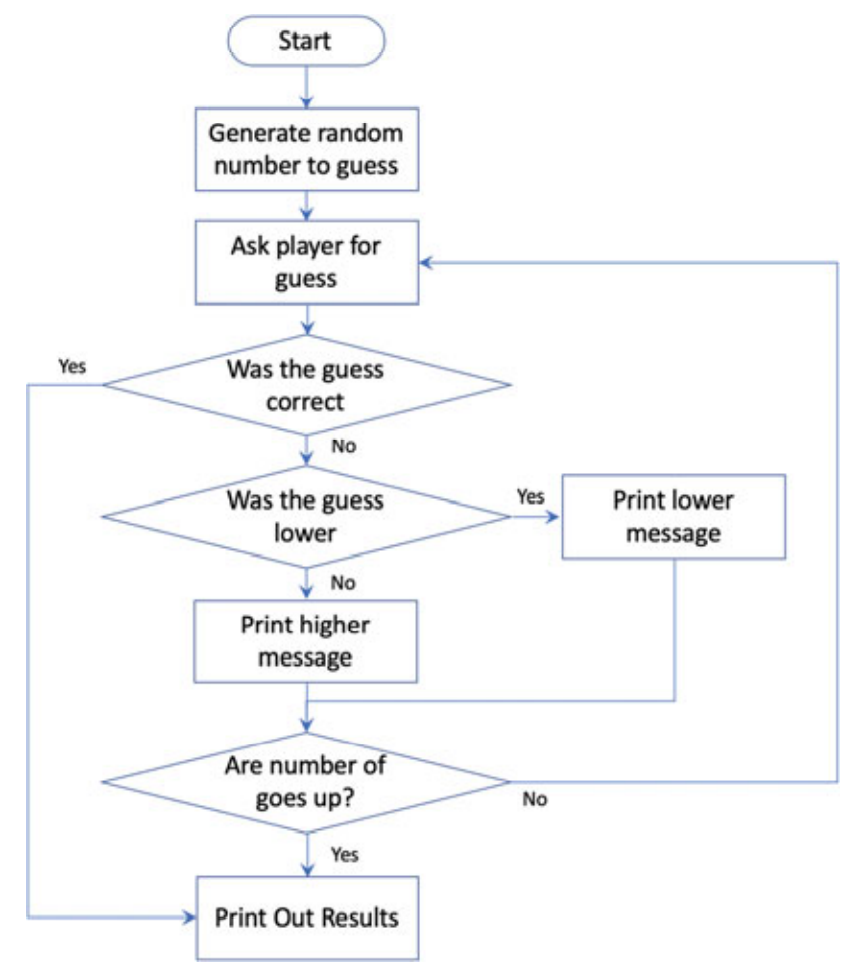 Start
Generate random
number to guess
Ask player for
guess
Yes
Was the guess
correct
No
Was the guess
lower
Yes
Print lower
message
No
Print higher
message
Are number of
goes up?
No
Yes
Print Out Results